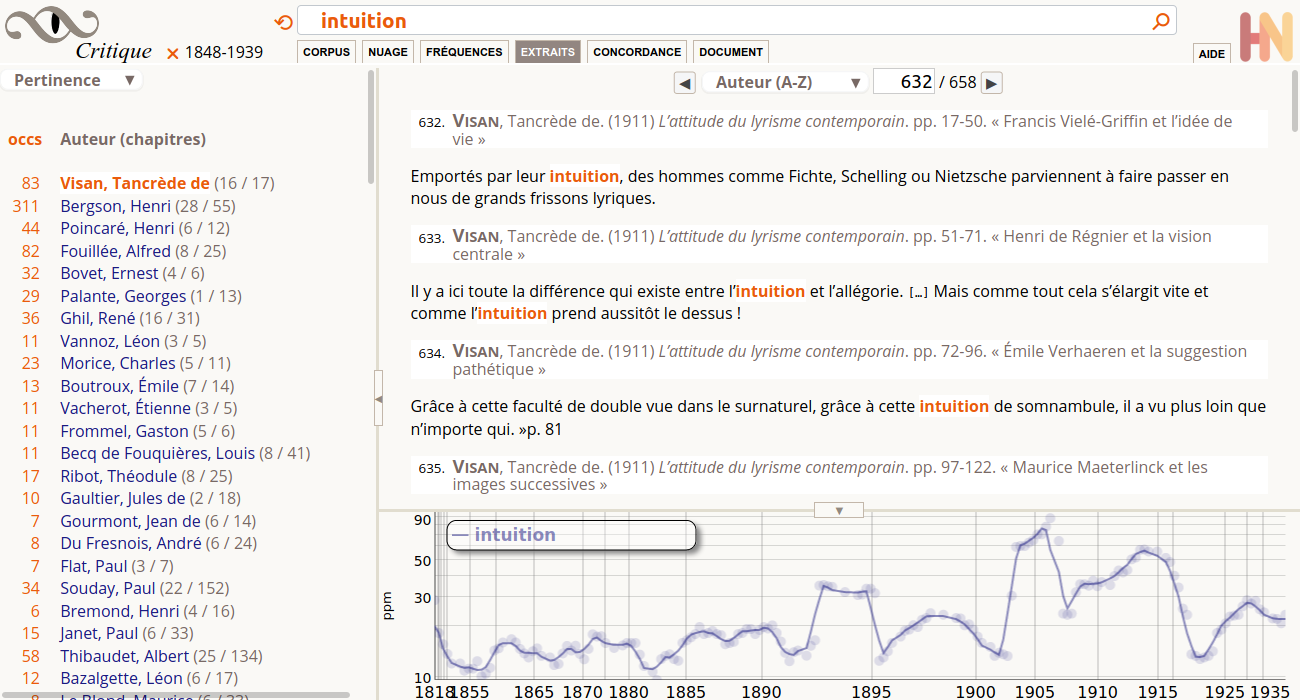 intuition
Critique × 1848-1939
CORPUS NUAGE FRÉQUENCES EXTRAITS CONCORDANCE DOCUMENT
AIDE
HN
Pertinence ▼
occs Auteur (chapitres)
83 Visan, Tancrède de (16 / 17)
311 Bergson, Henri (28 / 55)
44 Poincaré, Henri (6 / 12)
82 Fouillée, Alfred (8 / 25)
32 Bovet, Ernest (4 / 6)
29 Palante, Georges (1 / 13)
36 Ghil, René (16 / 31)
11 Vannoz, Léon (3 / 5)
23 Morice, Charles (5 / 11)
13 Boutroux, Émile (7 / 14)
11 Vacherot, Étienne (3 / 5)
11 Frommel, Gaston (5 / 6)
11 Becq de Fouquières, Louis (8 / 41)
17 Ribot, Théodule (8 / 25)
10 Gaultier, Jules de (2 / 18)
7 Gourmont, Jean de (6 / 14)
8 Du Fresnois, André (6 / 24)
7 Flat, Paul (3 / 7)
34 Souday, Paul (22 / 152)
6 Bremond, Henri (4 / 16)
15 Janet, Paul (6 / 33)
58 Thibaudet, Albert (25 / 134)
12 Bazalgette, Léon (6 / 17)
8 Le Blond, Maurice (6 / 33)
◀ Auteur (A-Z) ▼ 632 / 658 ▶
632. VISAN, Tancrède de. (1911) L’attitude du lyrisme contemporain. pp. 17-50. « Francis Vielé-Griffin et l’idée de
vie »
Emportés par leur intuition, des hommes comme Fichte, Schelling ou Nietzsche parviennent à faire passer en
nous de grands frissons lyriques.
633. VISAN, Tancrède de. (1911) L’attitude du lyrisme contemporain. pp. 51-71. « Henri de Régnier et la vision
centrale »
Il y a ici toute la différence qui existe entre l’intuition et l’allégorie. […] Mais comme tout cela s’élargit vite et
comme l’intuition prend aussitôt le dessus !
634. VISAN, Tancrède de. (1911) L’attitude du lyrisme contemporain. pp. 72-96. « Émile Verhaeren et la suggestion
pathétique »
Grâce à cette faculté de double vue dans le surnaturel, grâce à cette intuition de somnambule, il a vu plus loin que
n’importe qui. »p. 81
635. VISAN, Tancrède de. (1911) L’attitude du lyrisme contemporain. pp. 97-122. « Maurice Maeterlinck et les
images successives »
▼
— intuition
90
50
30
10
ppm
1818 1855 1865 1870 1880 1885 1890 1895 1900 1905 1910 1915 1925 1935